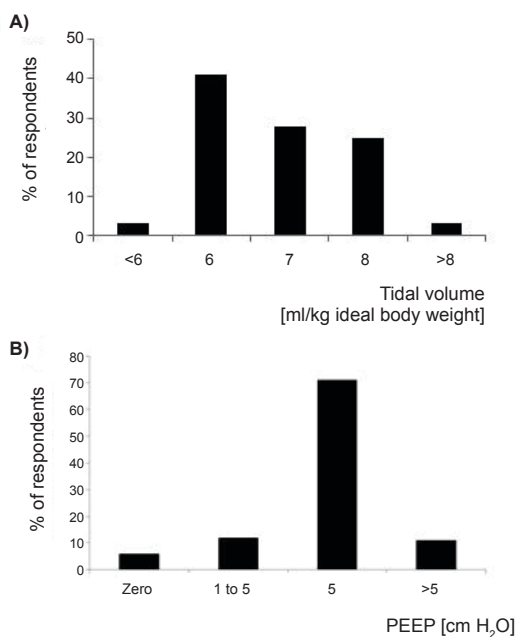 A)
50
40
30
20
10
0
% of respondents
<6 6 7 8 >8
Tidal volume
[ml/kg ideal body weight]
B)
80
70
60
50
40
30
20
10
0
% of respondents
Zero 1 to 5 5 >5
PEEP [cm H₂O]